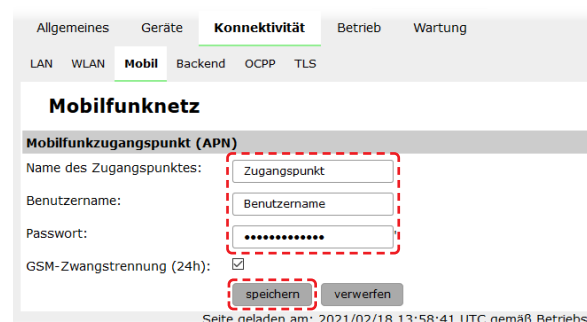 Allgemeines Geräte Konnektivität Betrieb Wartung
LAN WLAN Mobil Backend OCPP TLS
Mobilfunknetz
Mobilfunkzugangspunkt (APN)
Name des Zugangspunktes: Zugangspunkt
Benutzername: Benutzername
Passwort: •••••••••••••
GSM-Zwangstrennung (24h):
speichern verwerfen
Seite geladen am: 2021/02/18 13:58:41 UTC gemäß Betriebs